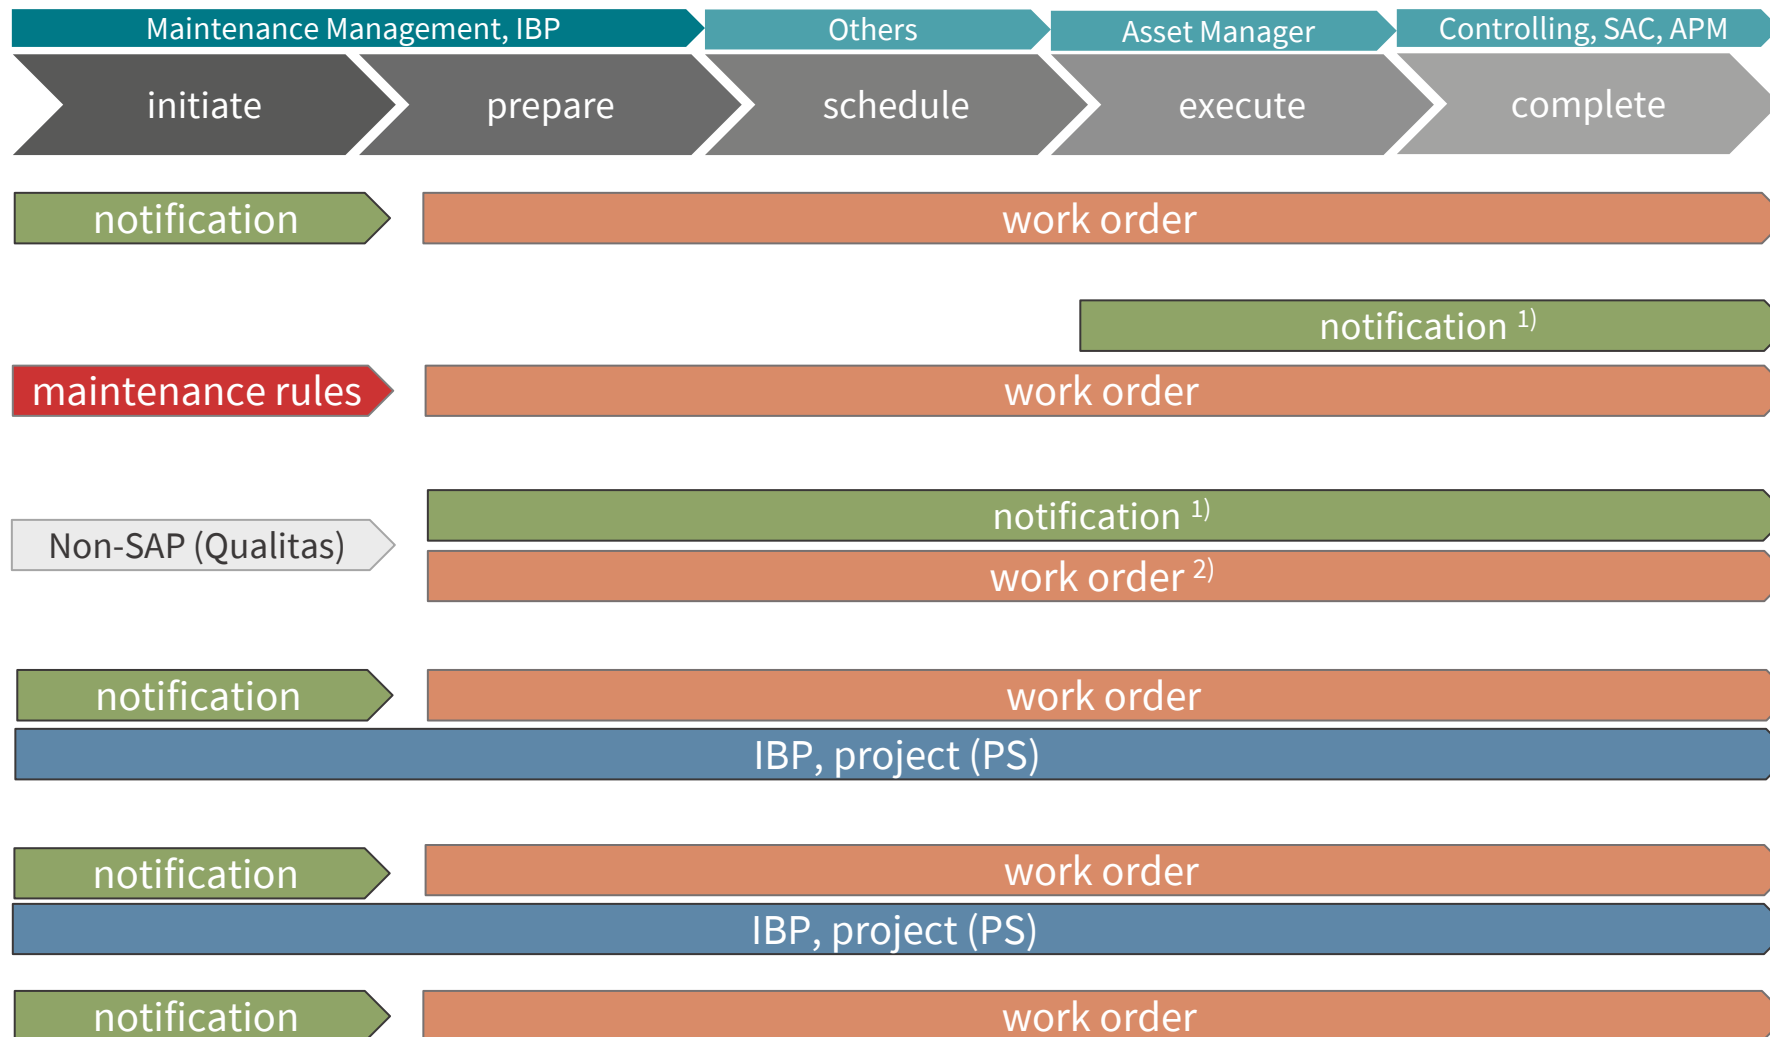 Maintenance Management, IBP
Others
Asset Manager
Controlling, SAC, APM
initiate
prepare
schedule
execute
complete
notification
work order
notification 1)
maintenance rules
work order
notification 1)
Non-SAP (Qualitas)
work order 2)
notification
work order
IBP, project (PS)
notification
work order
IBP, project (PS)
notification
work order